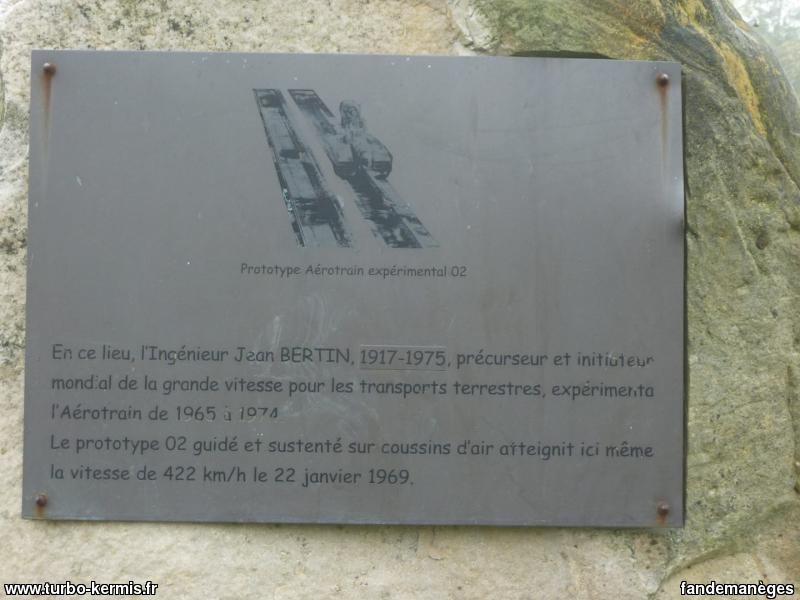 Prototype Aérotrain expérimental 02
En ce lieu, l'Ingénieur Jean BERTIN, 1917-1975, précurseur et initiateur
mondial de la grande vitesse pour les transports terrestres, expérimenta
l'Aérotrain de 1965 à 1974
Le prototype 02 guidé et sustenté sur coussins d'air atteignit ici même
la vitesse de 422 km/h le 22 janvier 1969.
www.turbo-kermis.fr
fandemanèges